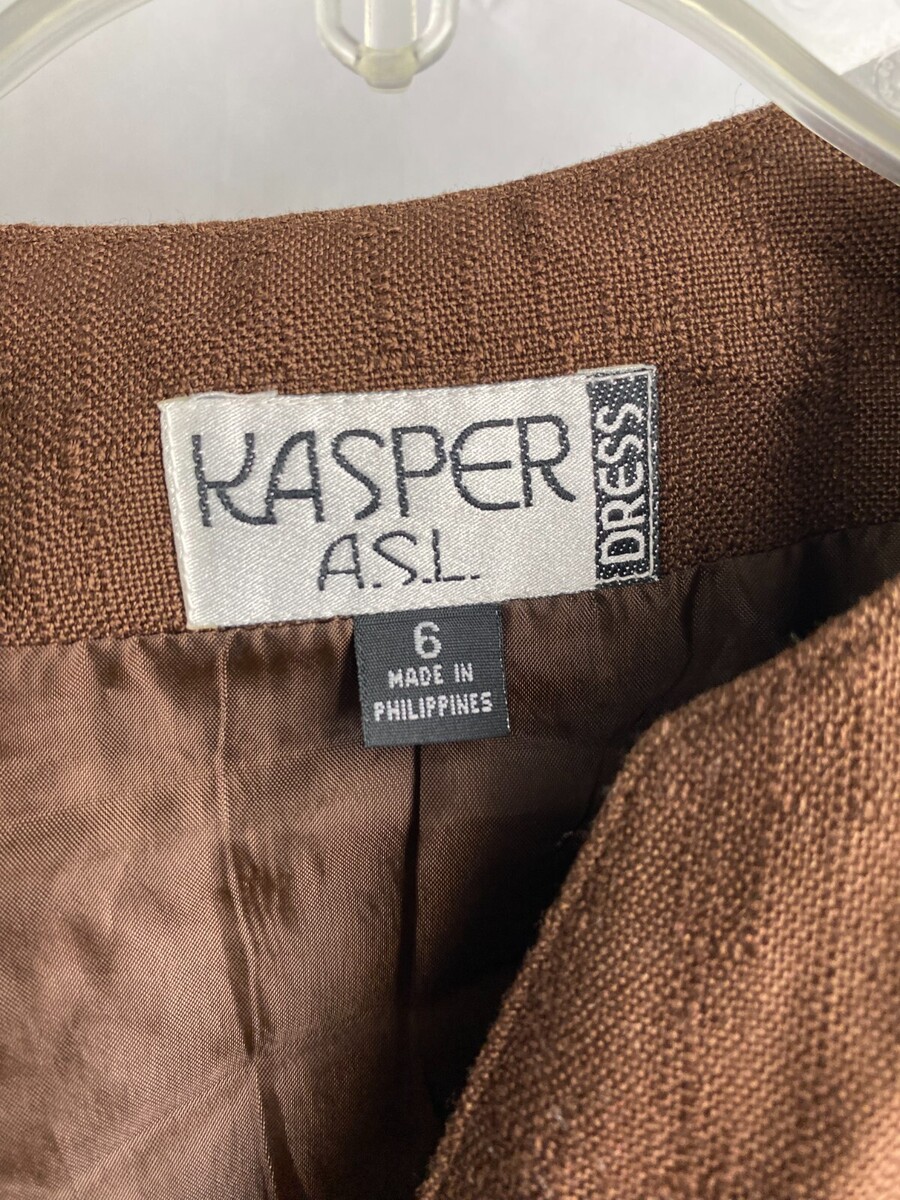 KASPER
A.S.L.
DRESS
6
MADE IN
PHILIPPINES